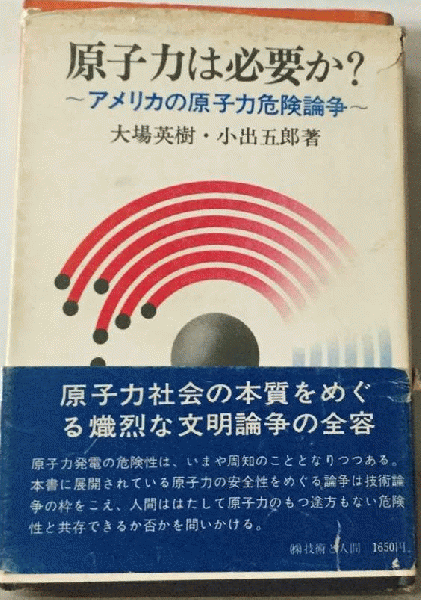 原子力は必要か?
～アメリカの原子力危険論争～
大場英樹・小出五郎著
原子力社会の本質をめぐ
る熾烈な文明論争の全容
原子力発電の危険性は、いまや周知のこととなりつつある。
本書に展開されている原子力の安全性をめぐる論争は技術論
争の枠をこえ、人間ははたして原子力のもつ途方もない危険
性と共存できるか否かを問いかける。
㈱技術と人間 1650円